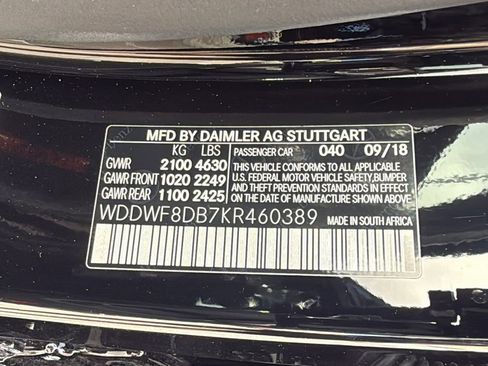 MFD BY DAIMLER AG STUTTGART
KG LBS PASSENGER CAR 040 09/18
GVWR 2100 4630 THIS VEHICLE CONFORMS TO ALL APPLICABLE
GAWR FRONT 1020 2249 U.S. FEDERAL MOTOR VEHICLE SAFETY, BUMPER
GAWR REAR 1100 2425 AND THEFT PREVENTION STANDARDS IN EFFECT
ON THE DATE OF MANUFACTURE SHOWN ABOVE.
WDDWF8DB7KR460389 MADE IN SOUTH AFRICA